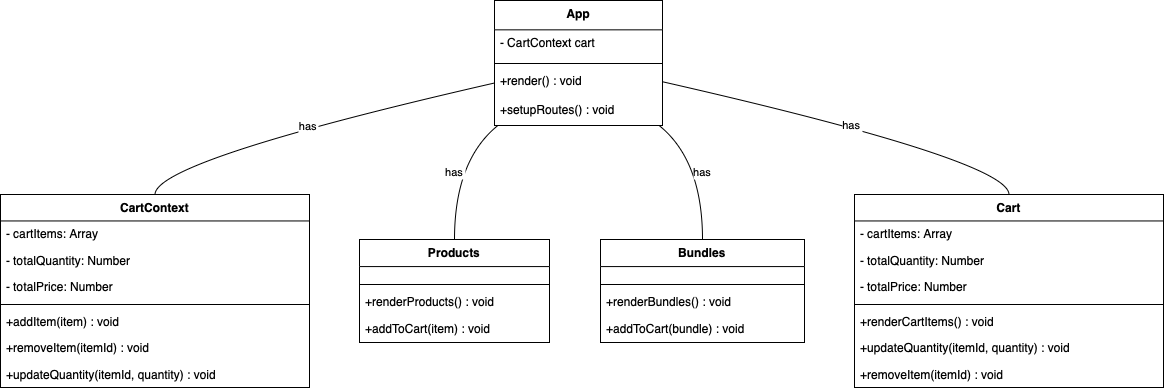 App
- CartContext cart
+render() : void
+setupRoutes() : void
has
has
has
has
CartContext
- cartItems: Array
- totalQuantity: Number
- totalPrice: Number
+addItem(item) : void
+removeItem(itemId) : void
+updateQuantity(itemId, quantity) : void
Products
+renderProducts() : void
+addToCart(item) : void
Bundles
+renderBundles() : void
+addToCart(bundle) : void
Cart
- cartItems: Array
- totalQuantity: Number
- totalPrice: Number
+renderCartItems() : void
+updateQuantity(itemId, quantity) : void
+removeItem(itemId) : void